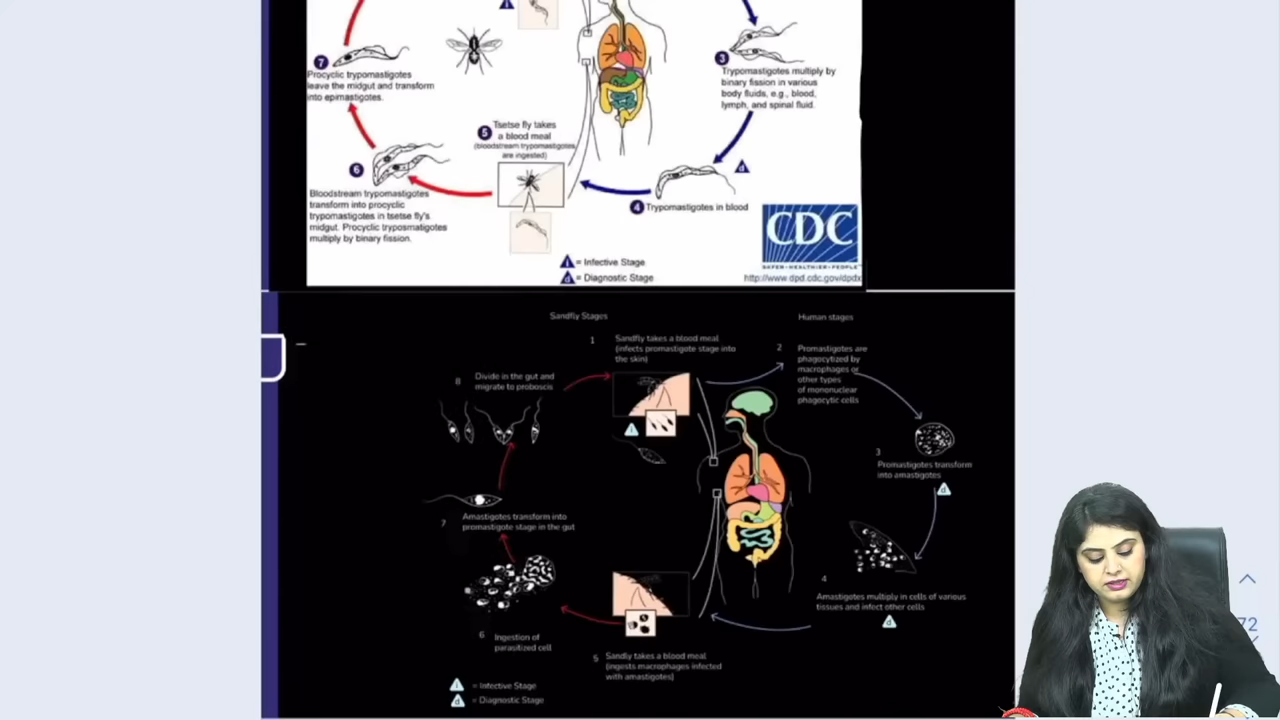 7
Procyclic trypomastigotes
leave the midgut and transform
into epimastigotes.
3
Trypomastigotes multiply by
binary fission in various
body fluids, e.g., blood,
lymph, and spinal fluid.
5 Tsetse fly takes
a blood meal
(bloodstream trypomastigotes
are ingested)
6
Bloodstream trypomastigotes
transform into procyclic
trypomastigotes in tsetse fly's
midgut. Procyclic trypomastigotes
multiply by binary fission.
d
4 Trypomastigotes in blood
CDC
SAFER·HEALTHIER·PEOPLE™
i = Infective Stage
d = Diagnostic Stage
http://www.dpd.cdc.gov/dpdx
Sandfly Stages
Human stages
1
Sandfly takes a blood meal
(infects promastigote stage into
the skin)
2
Promastigotes are
phagocytized by
macrophages or
other types
of mononuclear
phagocytic cells
8
Divide in the gut and
migrate to proboscis
i
3
Promastigotes transform
into amastigotes
d
7
Amastigotes transform into
promastigote stage in the gut
4
Amastigotes multiply in cells of various
tissues and infect other cells
d
6
Ingestion of
parasitized cell
5
Sandly takes a blood meal
(ingests macrophages infected
with amastigotes)
i = Infective Stage
d = Diagnostic Stage
72